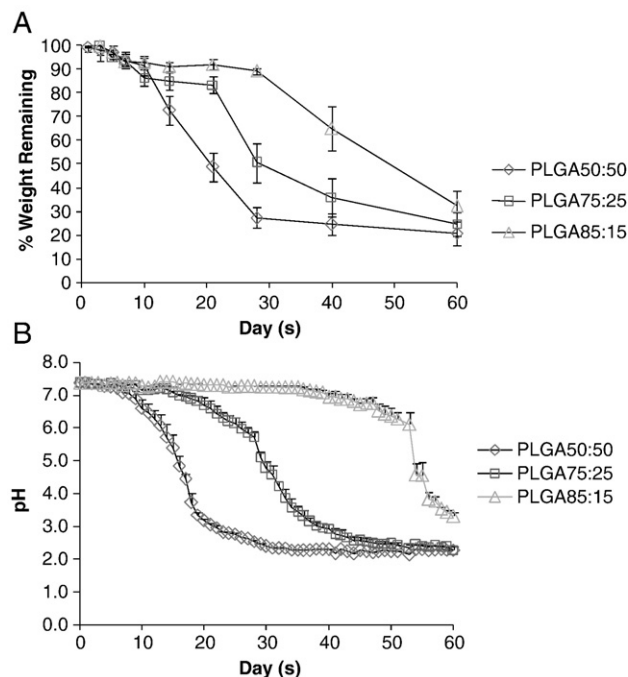 A
% Weight Remaining
100
90
80
70
60
50
40
30
20
10
0
0 10 20 30 40 50 60
Day (s)
PLGA50:50
PLGA75:25
PLGA85:15
B
pH
8.0
7.0
6.0
5.0
4.0
3.0
2.0
1.0
0.0
0 10 20 30 40 50 60
Day (s)
PLGA50:50
PLGA75:25
PLGA85:15